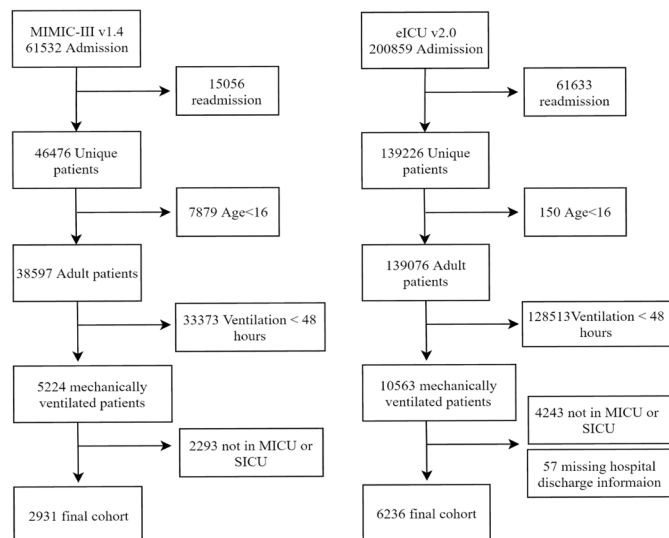 MIMIC-III v1.4
61532 Admission
15056
readmission
46476 Unique
patients
7879 Age<16
38597 Adult patients
33373 Ventilation < 48
hours
5224 mechanically
ventilated patients
2293 not in MICU or
SICU
2931 final cohort
eICU v2.0
200859 Adimission
61633
readmission
139226 Unique
patients
150 Age<16
139076 Adult
patients
128513Ventilation < 48
hours
10563 mechanically
ventilated patients
4243 not in MICU or
SICU
57 missing hospital
discharge informaion
6236 final cohort